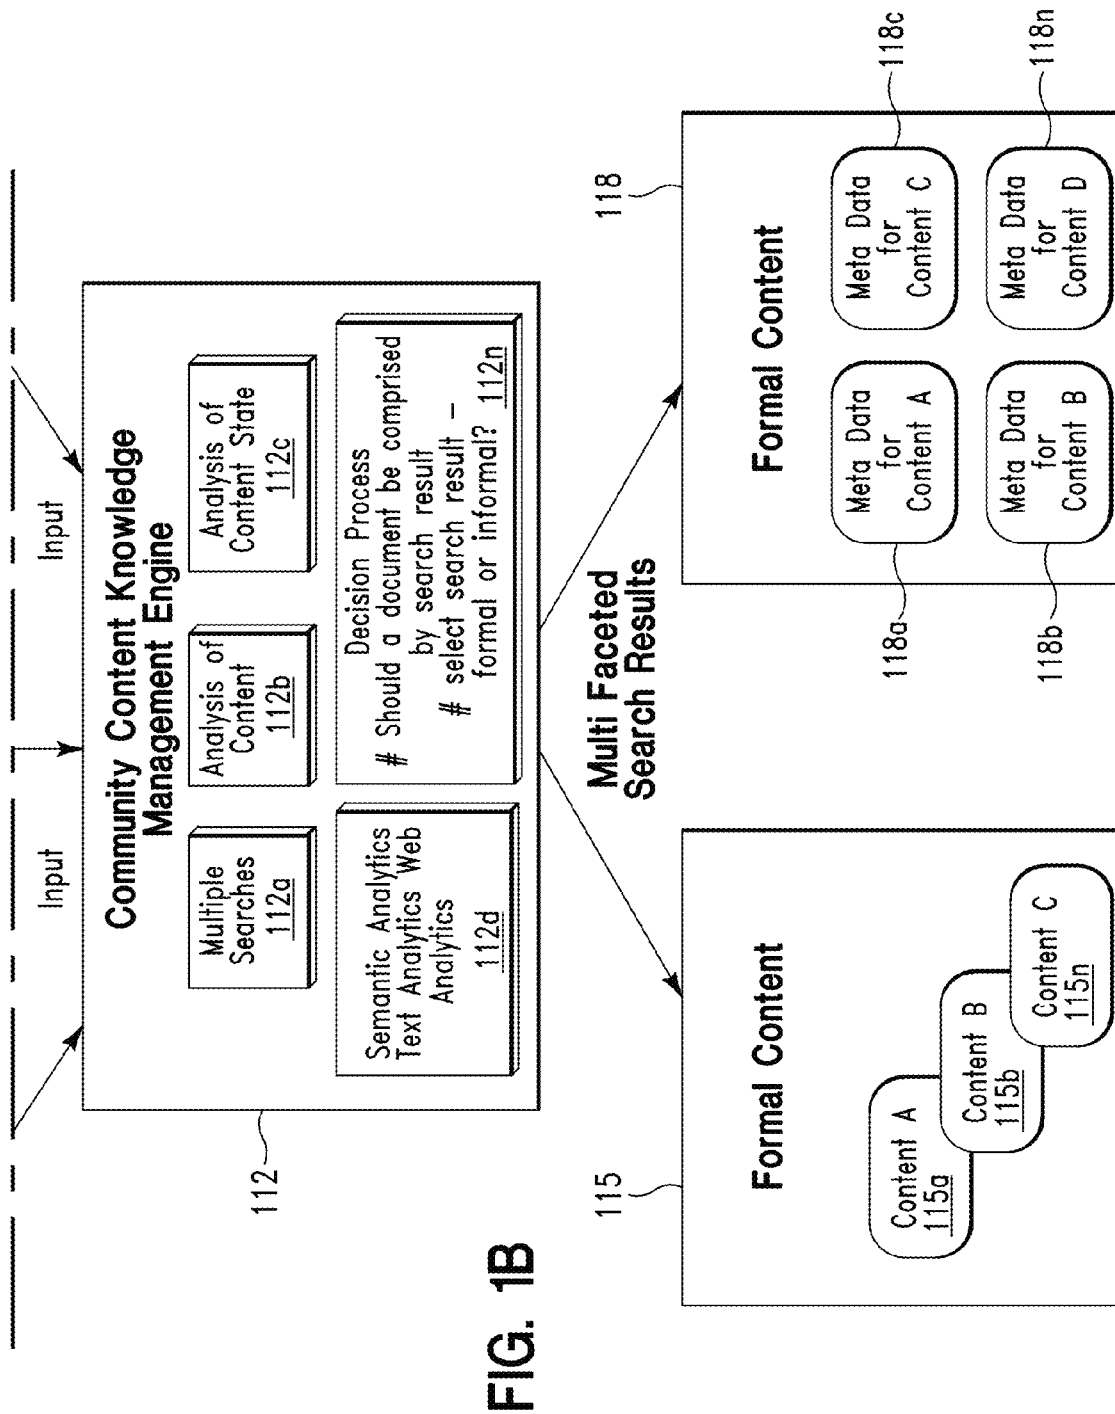 Input
Input
Community Content Knowledge
Management Engine
112
Multiple
Searches
112a
Analysis of
Content
112b
Analysis of
Content State
112c
Semantic Analytics
Text Analytics Web
Analytics
112d
Decision Process
# Should a document be comprised
by search result
# select search result –
formal or informal? 112n
FIG. 1B
Multi Faceted
Search Results
115
Formal Content
Content A
115a
Content B
115b
Content C
115n
118
Formal Content
Meta Data
for
Content A
118a
Meta Data
for
Content C
118c
Meta Data
for
Content B
118b
Meta Data
for
Content D
118n